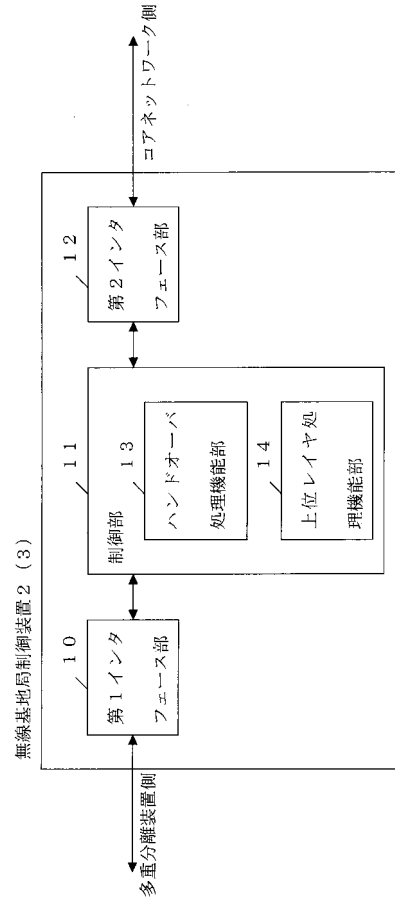 無線基地局制御装置2（3）
多重分離装置側
10
第1インタ
フェース部
11
制御部
13
ハンドオーバ
処理機能部
14
上位レイヤ処
理機能部
12
第2インタ
フェース部
コアネットワーク側